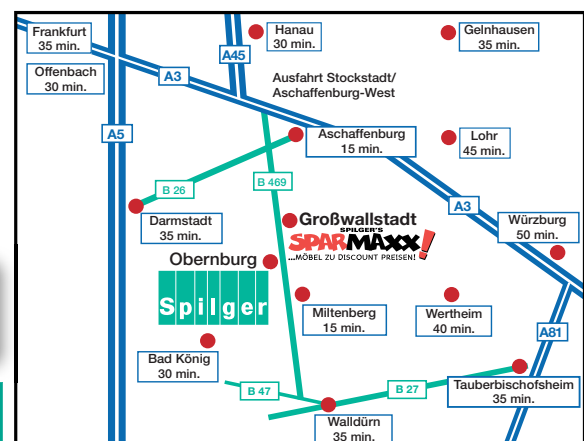 Frankfurt
35 min.
Hanau
30 min.
Gelnhausen
35 min.
A45
Offenbach
30 min.
A3
Ausfahrt Stockstadt/
Aschaffenburg-West
A5
Aschaffenburg
15 min.
Lohr
45 min.
B 26
B 469
A3
Darmstadt
35 min.
Großwallstadt
SPILGER'S
SPARMAXX!
...MÖBEL ZU DISCOUNT PREISEN!
Würzburg
50 min.
Obernburg
Spilger
Miltenberg
15 min.
Wertheim
40 min.
A81
Bad König
30 min.
B 47
B 27
Tauberbischofsheim
35 min.
Walldürn
35 min.